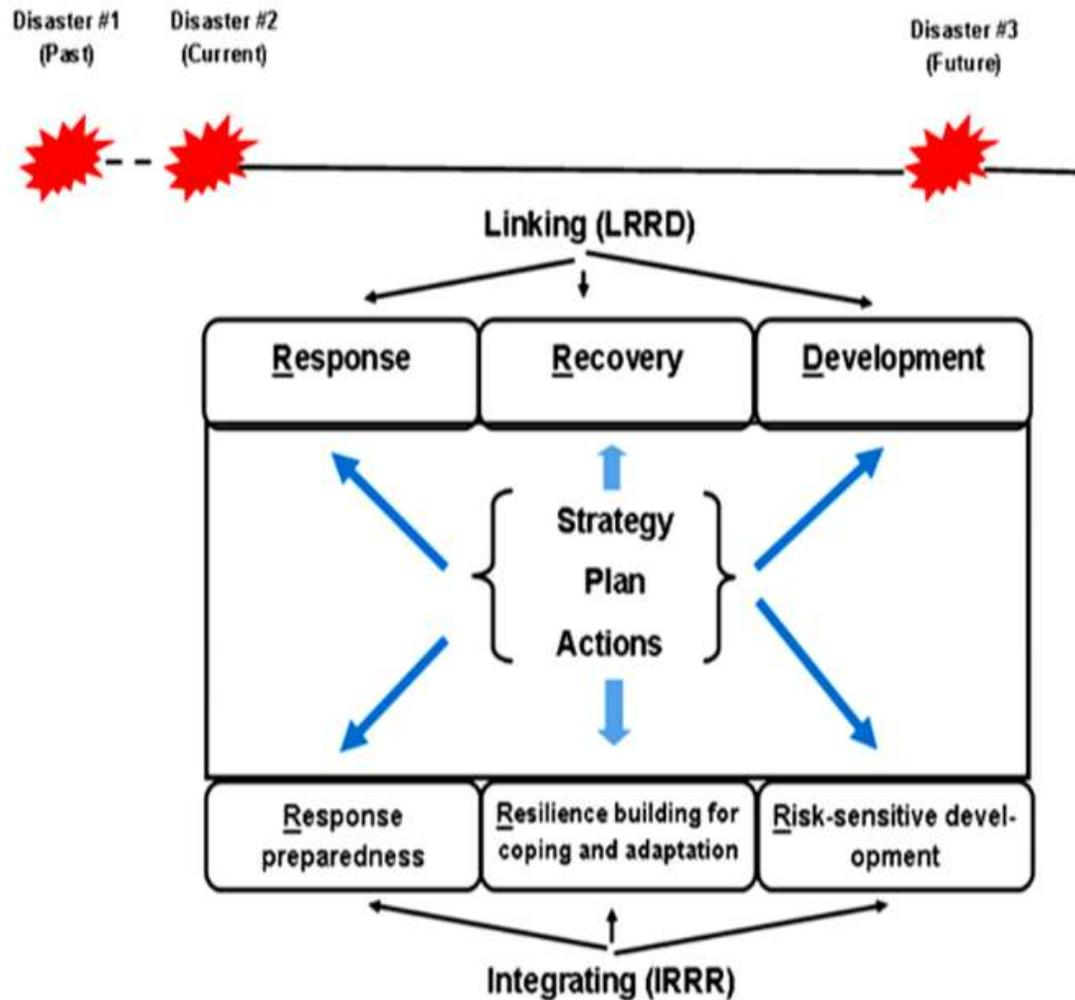 Disaster #1
(Past)
Disaster #2
(Current)
Disaster #3
(Future)
Linking (LRRD)
Response
Recovery
Development
Strategy
Plan
Actions
Response
preparedness
Resilience building for
coping and adaptation
Risk-sensitive devel-
opment
Integrating (IRRR)